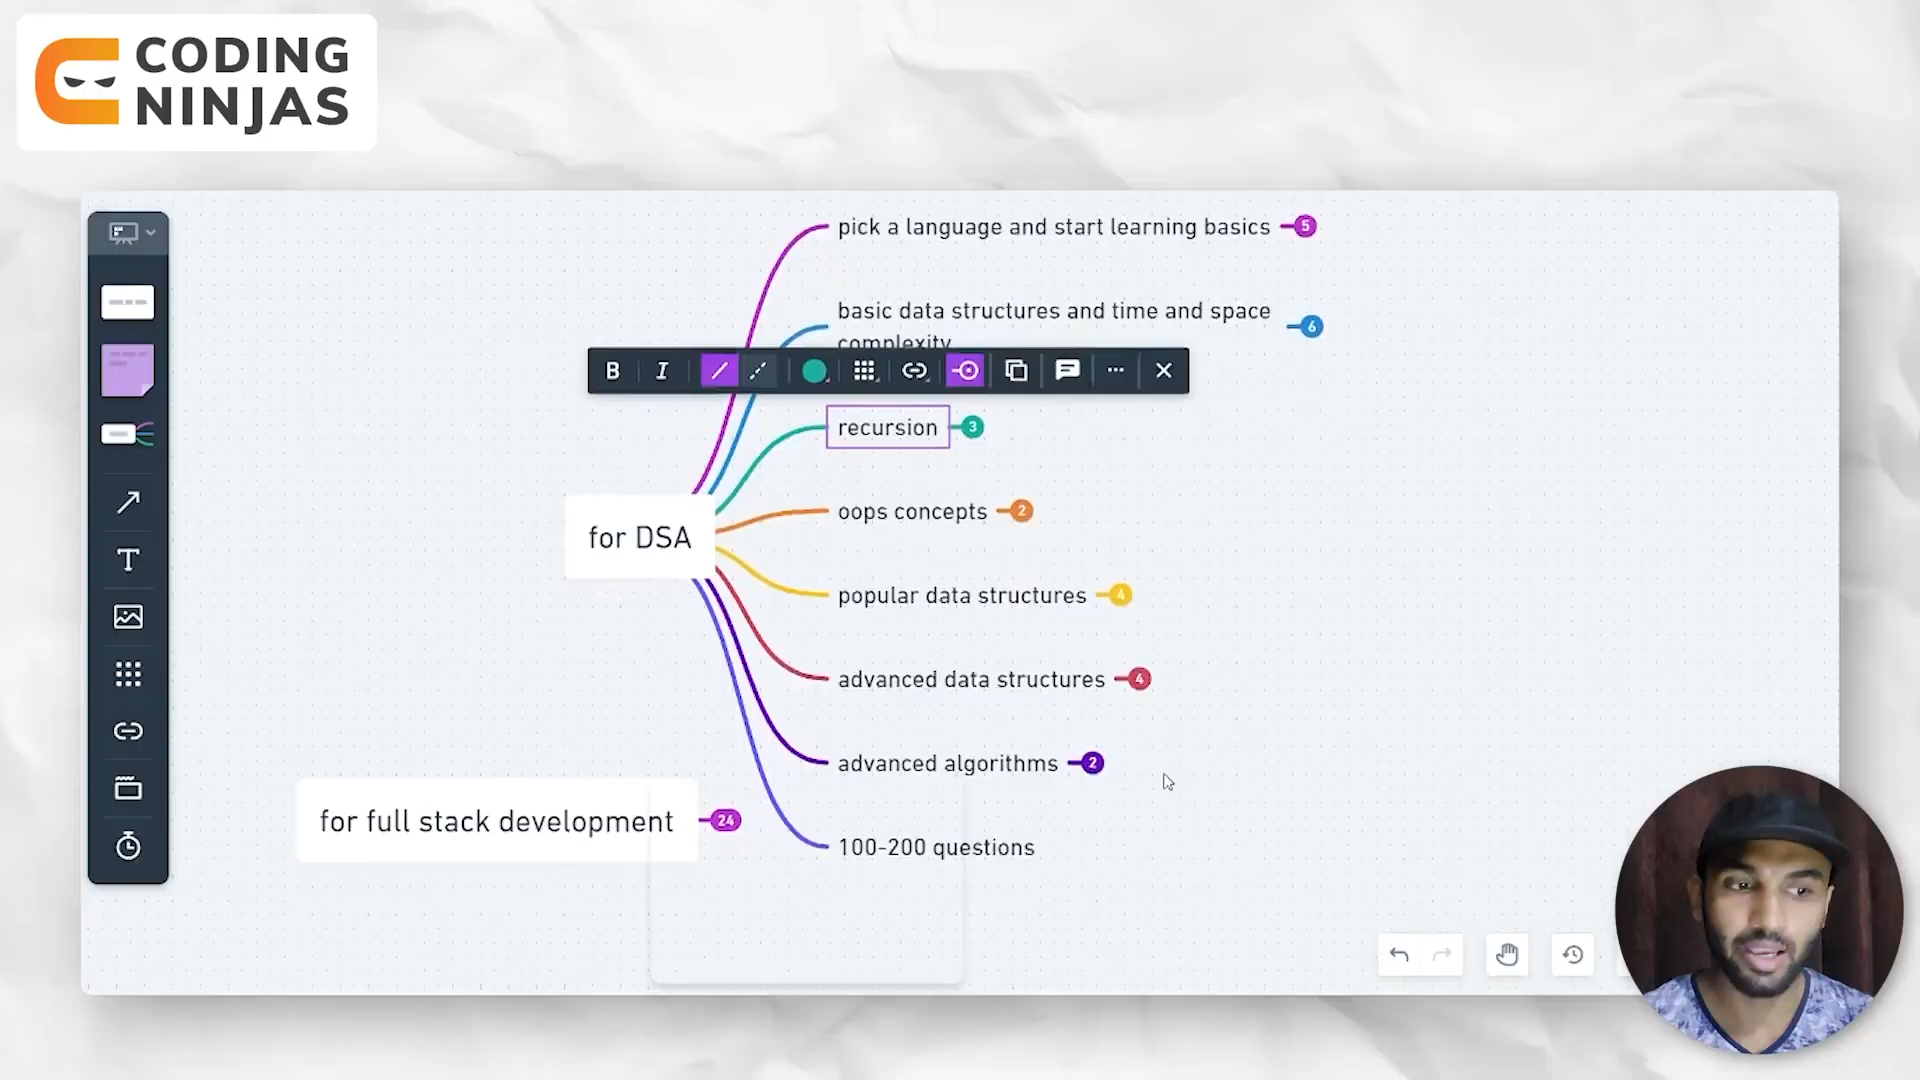 CODING
NINJAS
pick a language and start learning basics 5
basic data structures and time and space
complexity 6
B I
recursion 3
oops concepts 2
for DSA
popular data structures 4
advanced data structures 4
advanced algorithms 2
for full stack development 24
100-200 questions
T